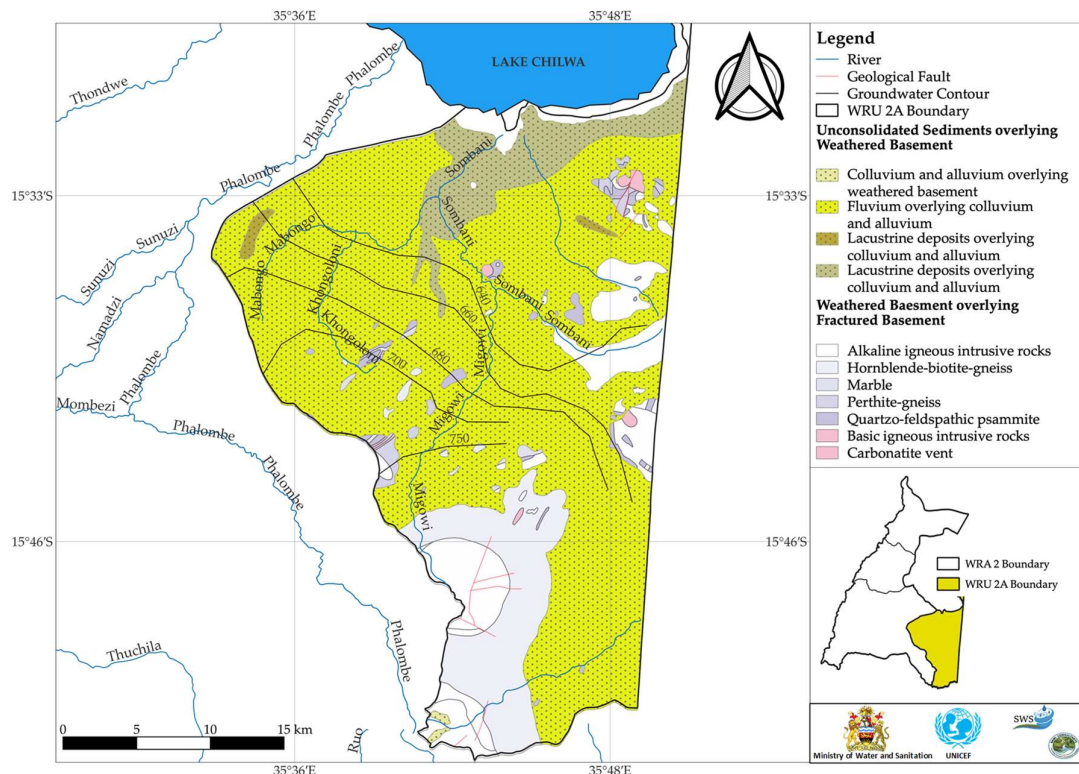 35°36′E
35°48′E
15°33′S
15°46′S
15°33′S
15°46′S
35°36′E
35°48′E
LAKE CHILWA
Thondwe
Phalombe
Phalombe
Phalombe
Sunuzi
Sunuzi
Namadzi
Phalombe
Mombezi
Phalombe
Phalombe
Phalombe
Thuchila
Ruo
Sombani
Sombani
Sombani
Sombani
Mabongo
Mabongo
Khongoloni
Khongoloni
Migowi
Migowi
Migowi
640
660
680
700
750
0 5 10 15 km
Legend
River
Geological Fault
Groundwater Contour
WRU 2A Boundary
Unconsolidated Sediments overlying
Weathered Basement
Colluvium and alluvium overlying
weathered basement
Fluvium overlying colluvium
and alluvium
Lacustrine deposits overlying
colluvium and alluvium
Lacustrine deposits overlying
colluvium and alluvium
Weathered Baesment overlying
Fractured Basement
Alkaline igneous intrusive rocks
Hornblende-biotite-gneiss
Marble
Perthite-gneiss
Quartzo-feldspathic psammite
Basic igneous intrusive rocks
Carbonatite vent
WRA 2 Boundary
WRU 2A Boundary
Ministry of Water and Sanitation
UNICEF
SWS